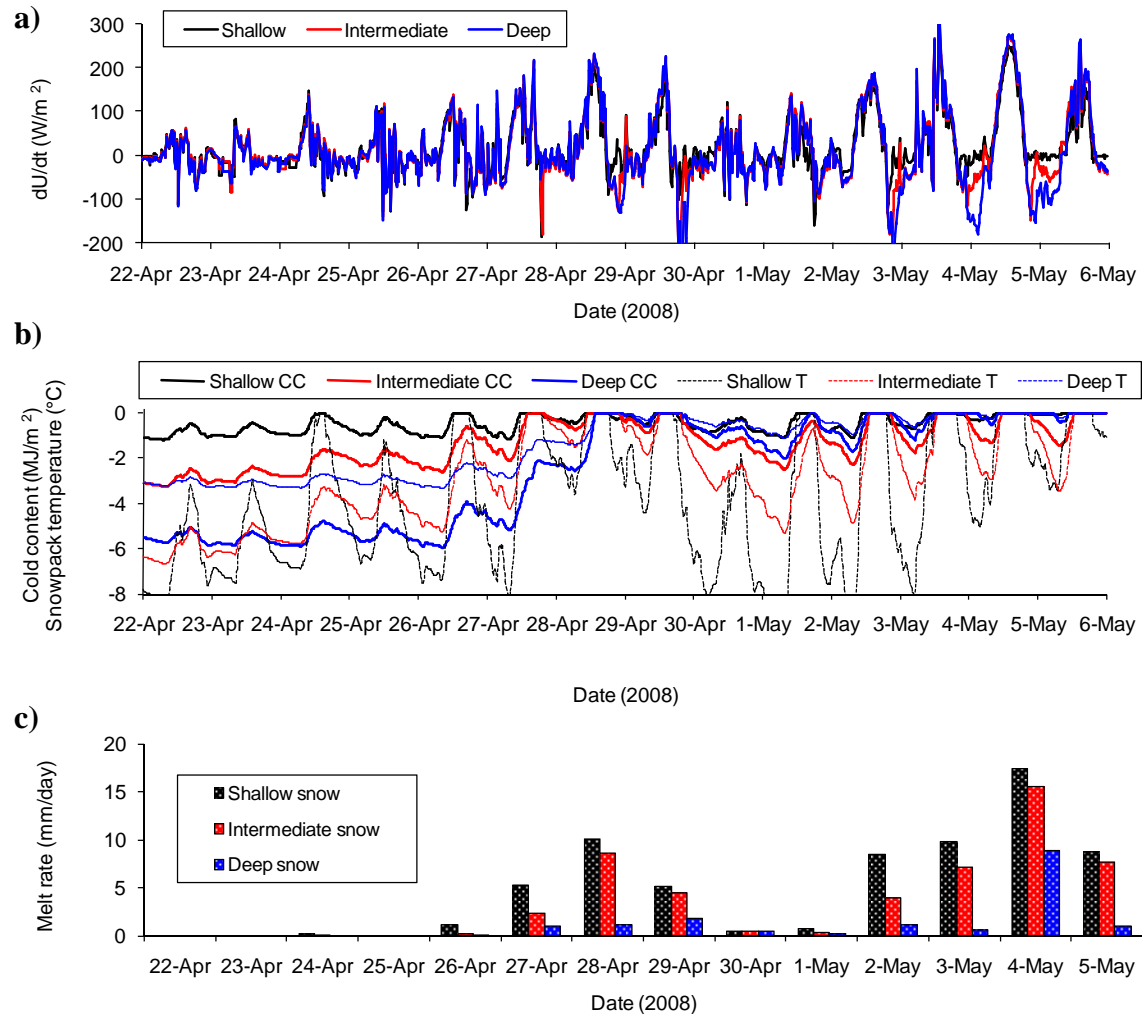 a)
Shallow Intermediate Deep
dU/dt (W/m 2)
300
200
100
0
-100
-200
22-Apr 23-Apr 24-Apr 25-Apr 26-Apr 27-Apr 28-Apr 29-Apr 30-Apr 1-May 2-May 3-May 4-May 5-May 6-May
Date (2008)
b)
Shallow CC Intermediate CC Deep CC Shallow T Intermediate T Deep T
Cold content (MJ/m 2)
Snowpack temperature (°C)
0
-2
-4
-6
-8
22-Apr 23-Apr 24-Apr 25-Apr 26-Apr 27-Apr 28-Apr 29-Apr 30-Apr 1-May 2-May 3-May 4-May 5-May 6-May
Date (2008)
c)
Melt rate (mm/day)
20
15
10
5
0
Shallow snow
Intermediate snow
Deep snow
22-Apr 23-Apr 24-Apr 25-Apr 26-Apr 27-Apr 28-Apr 29-Apr 30-Apr 1-May 2-May 3-May 4-May 5-May
Date (2008)